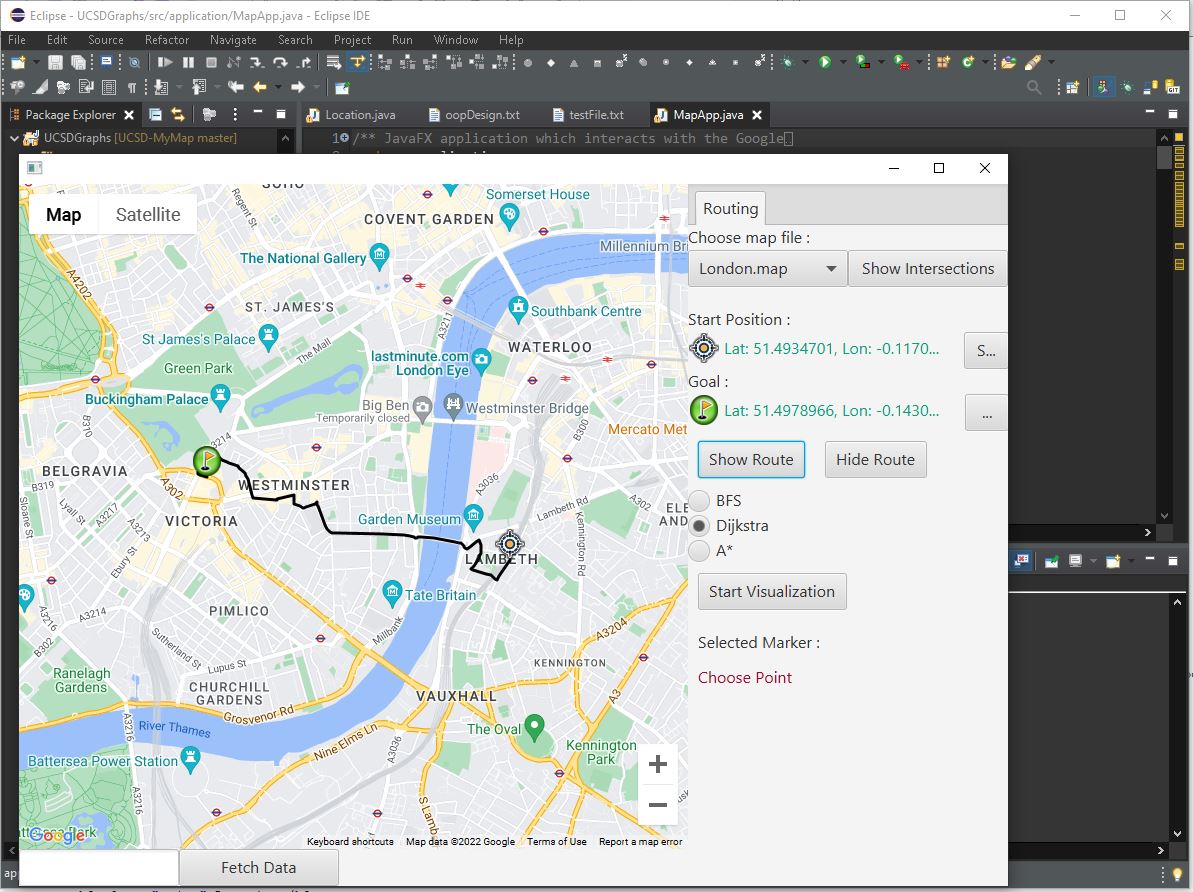 Eclipse - UCSDGraphs/src/application/MapApp.java - Eclipse IDE
File Edit Source Refactor Navigate Search Project Run Window Help
Package Explorer
Location.java oopDesign.txt testFile.txt MapApp.java
UCSDGraphs [UCSD-MyMap master]
1 /** JavaFX application which interacts with the Google
Map Satellite
SOHO
Regent St
Somerset House
COVENT GARDEN
Millennium Bri
The National Gallery
A4202
ST. JAMES'S
The Mall
A3211
Southbank Centre
St James's Palace
WATERLOO
Green Park
lastminute.com
London Eye
Buckingham Palace
Big Ben
Temporarily closed
Westminster Bridge
B310
A3214
B300
Mercato Met
BELGRAVIA
A302
WESTMINSTER
A3036
B319
Sloane St
Lyall St
A3217
VICTORIA
Garden Museum
Lambeth Rd
A302
Kennington Rd
ELE
AND
Ebury St
LAMBETH
Tate Britain
A3214
PIMLICO
Millbank
A3204
B302
Sutherland St
Lupus St
KENNINGTON
Ranelagh
Gardens
CHURCHILL
GARDENS
VAUXHALL
A3
A3216
Grosvenor Rd
River Thames
Nine Elms Ln
The Oval
Kennington
Park
A3036
Battersea Power Station
A3216
S Lamb
Google
Keyboard shortcuts Map data ©2022 Google Terms of Use Report a map error
Fetch Data
Routing
Choose map file :
London.map Show Intersections
Start Position :
Lat: 51.4934701, Lon: -0.1170... S...
Goal :
Lat: 51.4978966, Lon: -0.1430... ...
Show Route Hide Route
BFS
Dijkstra
A*
Start Visualization
Selected Marker :
Choose Point